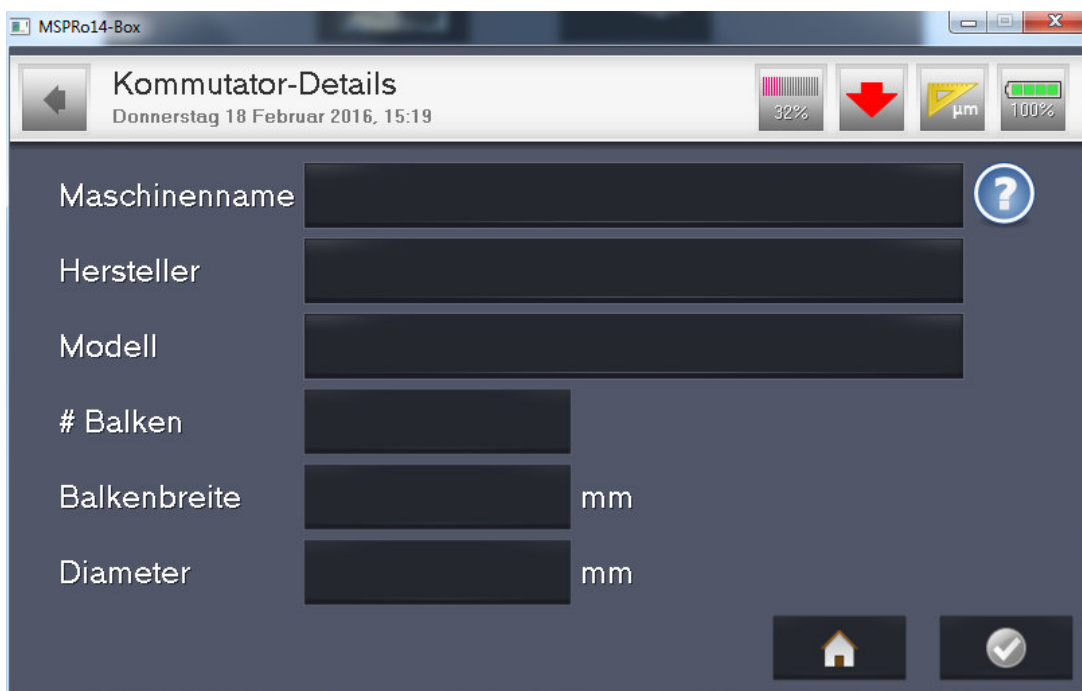 MSPRo14-Box
Kommutator-Details
Donnerstag 18 Februar 2016, 15:19
32%
µm
100%
Maschinenname
?
Hersteller
Modell
# Balken
Balkenbreite
mm
Diameter
mm